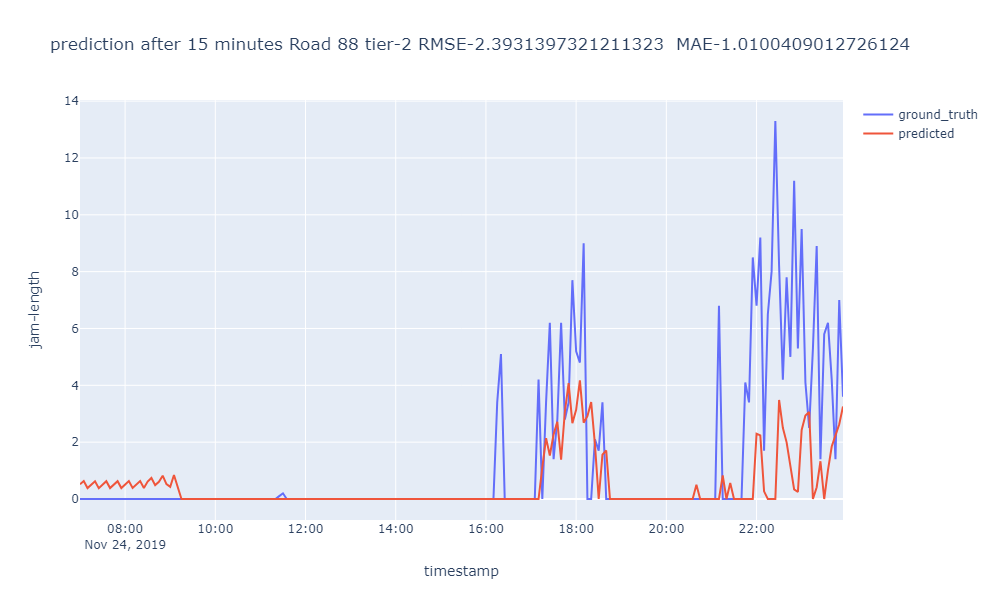 prediction after 15 minutes Road 88 tier-2 RMSE-2.3931397321211323  MAE-1.0100409012726124
ground_truth
predicted
14
12
10
8
6
4
2
0
jam-length
08:00 10:00 12:00 14:00 16:00 18:00 20:00 22:00
Nov 24, 2019
timestamp